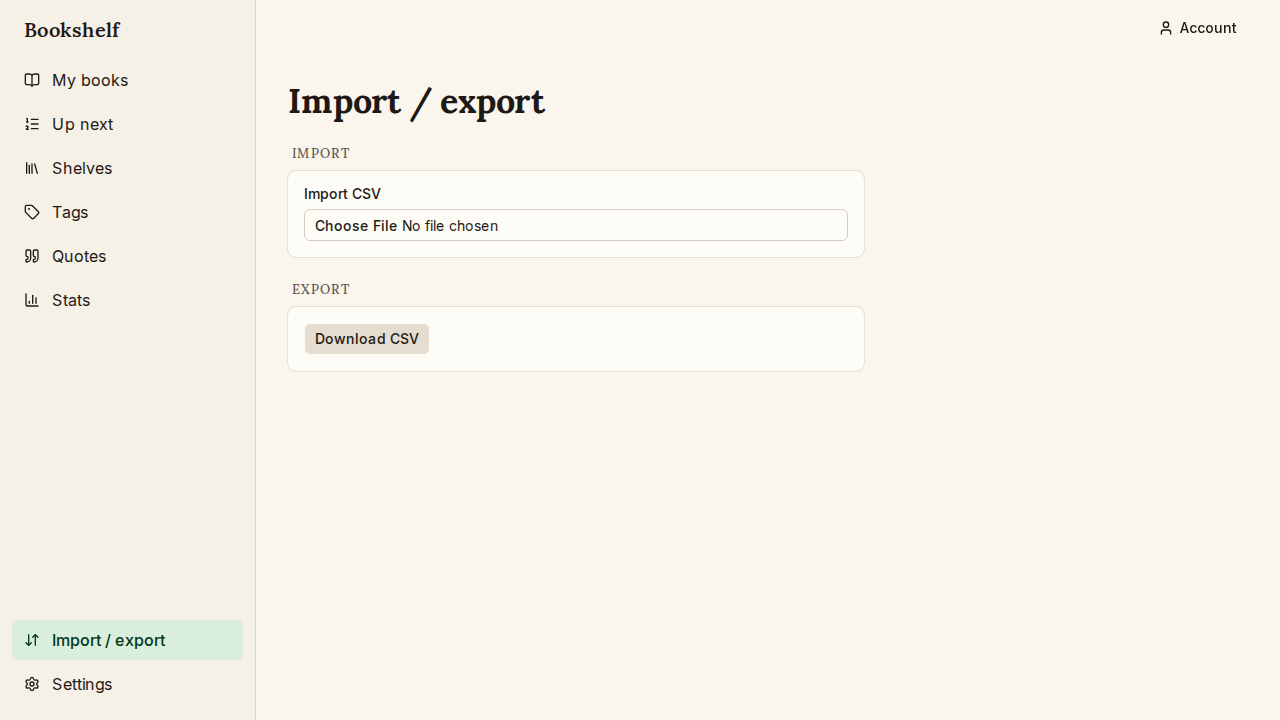 Bookshelf
My books
Up next
Shelves
Tags
Quotes
Stats
Import / export
Settings
Account
Import / export
IMPORT
Import CSV
Choose File No file chosen
EXPORT
Download CSV